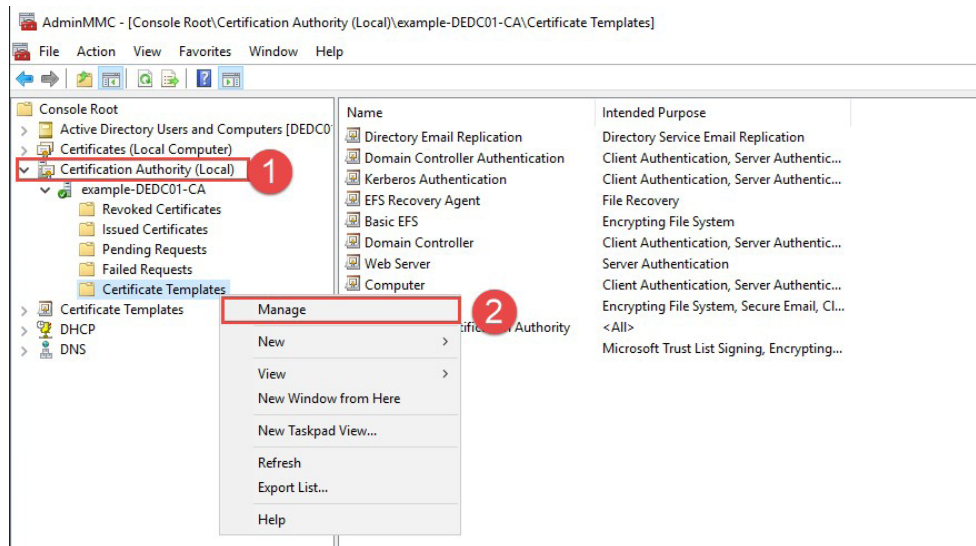 AdminMMC - [Console Root\Certification Authority (Local)\example-DEDC01-CA\Certificate Templates]
File Action View Favorites Window Help
Console Root
Active Directory Users and Computers [DEDC0
Certificates (Local Computer)
Certification Authority (Local)
1
example-DEDC01-CA
Revoked Certificates
Issued Certificates
Pending Requests
Failed Requests
Certificate Templates
Certificate Templates
DHCP
DNS
Name Intended Purpose
Directory Email Replication Directory Service Email Replication
Domain Controller Authentication Client Authentication, Server Authentic...
Kerberos Authentication Client Authentication, Server Authentic...
EFS Recovery Agent File Recovery
Basic EFS Encrypting File System
Domain Controller Client Authentication, Server Authentic...
Web Server Server Authentication
Computer Client Authentication, Server Authentic...
Encrypting File System, Secure Email, Cl...
Authority <All>
Microsoft Trust List Signing, Encrypting...
Manage
2
New
View
New Window from Here
New Taskpad View...
Refresh
Export List...
Help